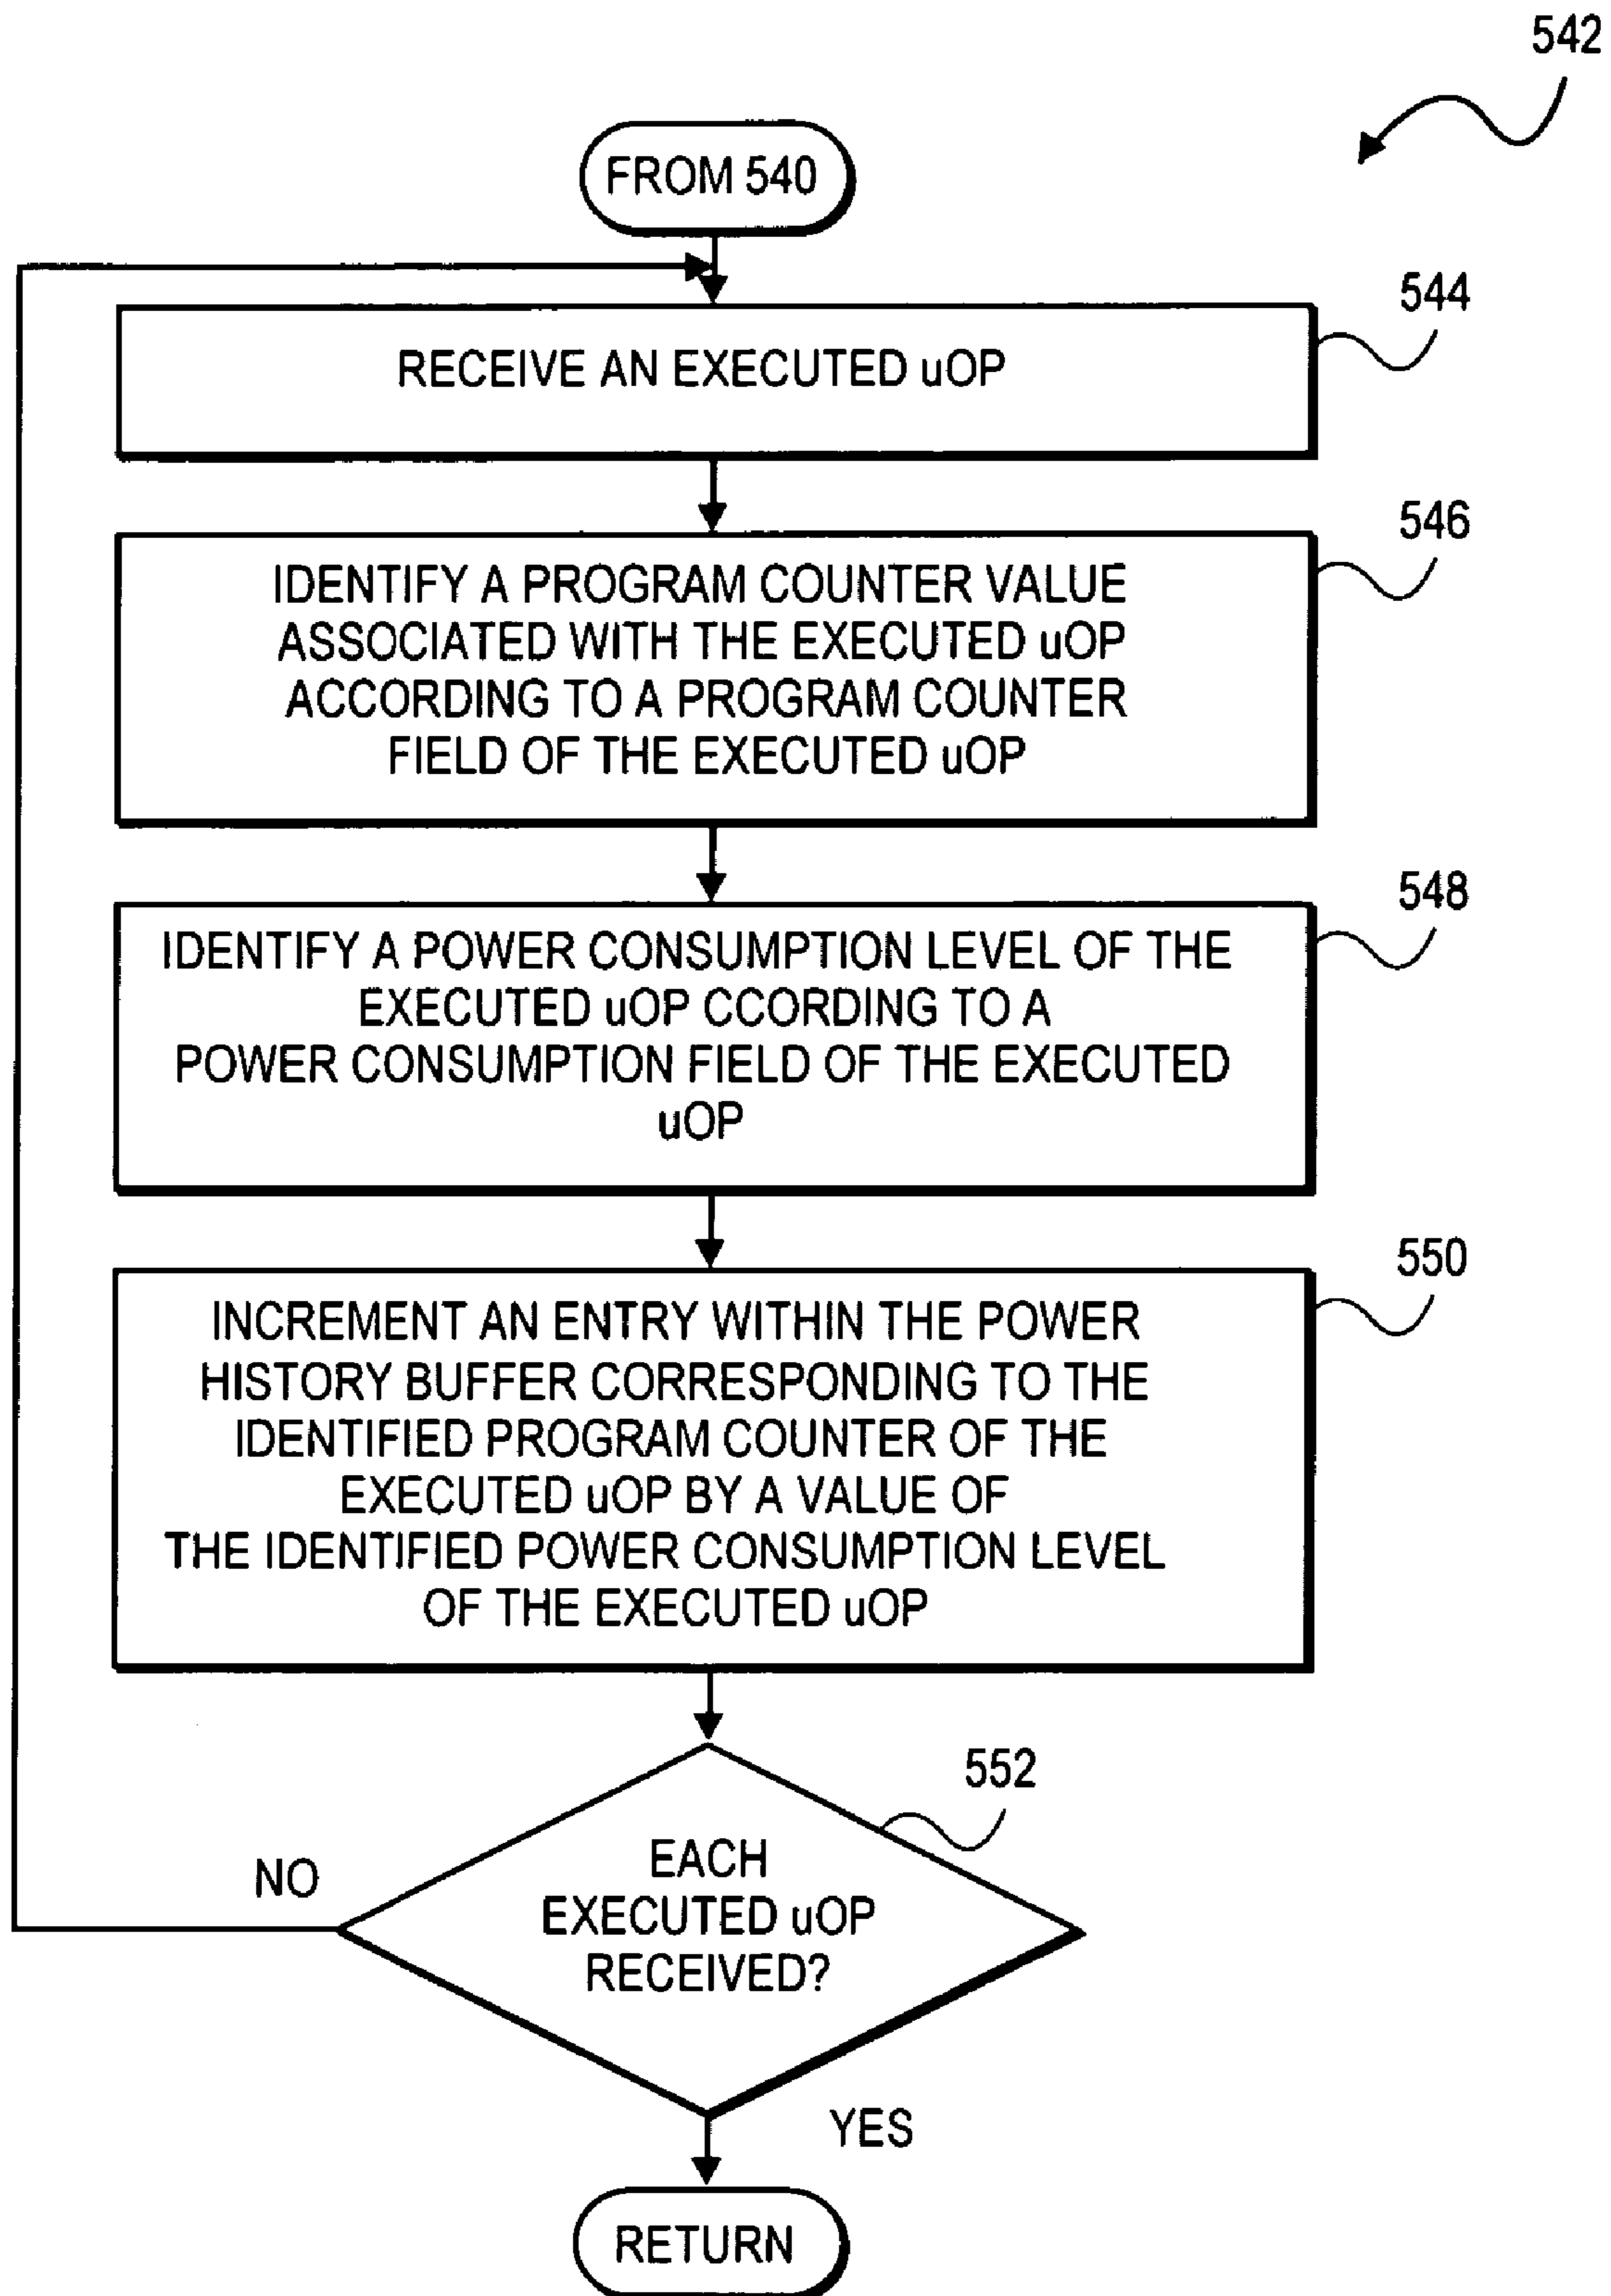 542
FROM 540
544
RECEIVE AN EXECUTED uOP
546
IDENTIFY A PROGRAM COUNTER VALUE
ASSOCIATED WITH THE EXECUTED uOP
ACCORDING TO A PROGRAM COUNTER
FIELD OF THE EXECUTED uOP
548
IDENTIFY A POWER CONSUMPTION LEVEL OF THE
EXECUTED uOP CCORDING TO A
POWER CONSUMPTION FIELD OF THE EXECUTED
uOP
550
INCREMENT AN ENTRY WITHIN THE POWER
HISTORY BUFFER CORRESPONDING TO THE
IDENTIFIED PROGRAM COUNTER OF THE
EXECUTED uOP BY A VALUE OF
THE IDENTIFIED POWER CONSUMPTION LEVEL
OF THE EXECUTED uOP
552
EACH
EXECUTED uOP
RECEIVED?
NO
YES
RETURN